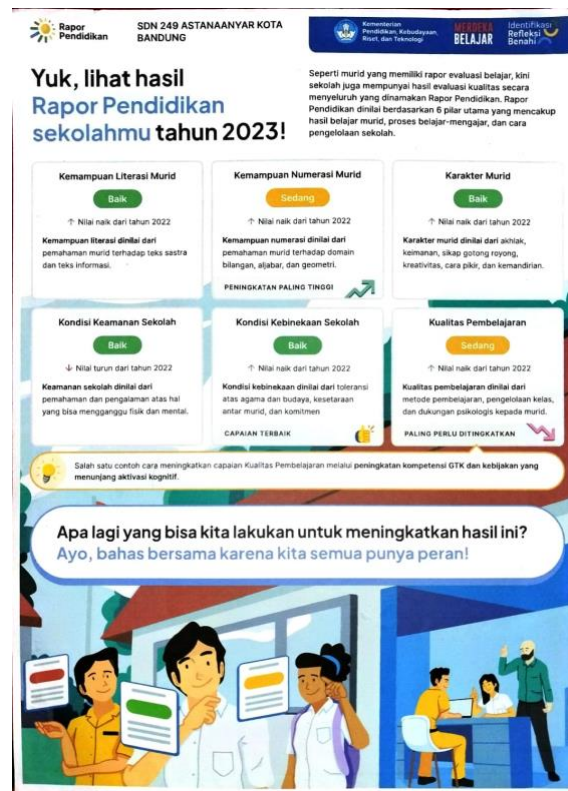 Rapor
Pendidikan
SDN 249 ASTANAANYAR KOTA
BANDUNG
Kementerian
Pendidikan, Kebudayaan,
Riset, dan Teknologi
MERDEKA
BELAJAR
Identifikasi
Refleksi
Benahi
Yuk, lihat hasil
Rapor Pendidikan
sekolahmu tahun 2023!
Seperti murid yang memiliki rapor evaluasi belajar, kini
sekolah juga mempunyai hasil evaluasi kualitas secara
menyeluruh yang dinamakan Rapor Pendidikan. Rapor
Pendidikan dinilai berdasarkan 6 pilar utama yang mencakup
hasil belajar murid, proses belajar-mengajar, dan cara
pengelolaan sekolah.
Kemampuan Literasi Murid
Baik
↑ Nilai naik dari tahun 2022
Kemampuan literasi dinilai dari
pemahaman murid terhadap teks sastra
dan teks informasi.
Kemampuan Numerasi Murid
Sedang
↑ Nilai naik dari tahun 2022
Kemampuan numerasi dinilai dari
pemahaman murid terhadap domain
bilangan, aljabar, dan geometri.
PENINGKATAN PALING TINGGI
Karakter Murid
Baik
↑ Nilai naik dari tahun 2022
Karakter murid dinilai dari akhlak,
keimanan, sikap gotong royong,
kreativitas, cara pikir, dan kemandirian.
Kondisi Keamanan Sekolah
Baik
↓ Nilai turun dari tahun 2022
Keamanan sekolah dinilai dari
pemahaman dan pengalaman atas hal
yang bisa mengganggu fisik dan mental.
Kondisi Kebinekaan Sekolah
Baik
↑ Nilai naik dari tahun 2022
Kondisi kebinekaan dinilai dari toleransi
atas agama dan budaya, kesetaraan
antar murid, dan komitmen
CAPAIAN TERBAIK
Kualitas Pembelajaran
Sedang
↑ Nilai naik dari tahun 2022
Kualitas pembelajaran dinilai dari
metode pembelajaran, pengelolaan kelas,
dan dukungan psikologis kepada murid.
PALING PERLU DITINGKATKAN
Salah satu contoh cara meningkatkan capaian Kualitas Pembelajaran melalui peningkatan kompetensi GTK dan kebijakan yang
menunjang aktivasi kognitif.
Apa lagi yang bisa kita lakukan untuk meningkatkan hasil ini?
Ayo, bahas bersama karena kita semua punya peran!